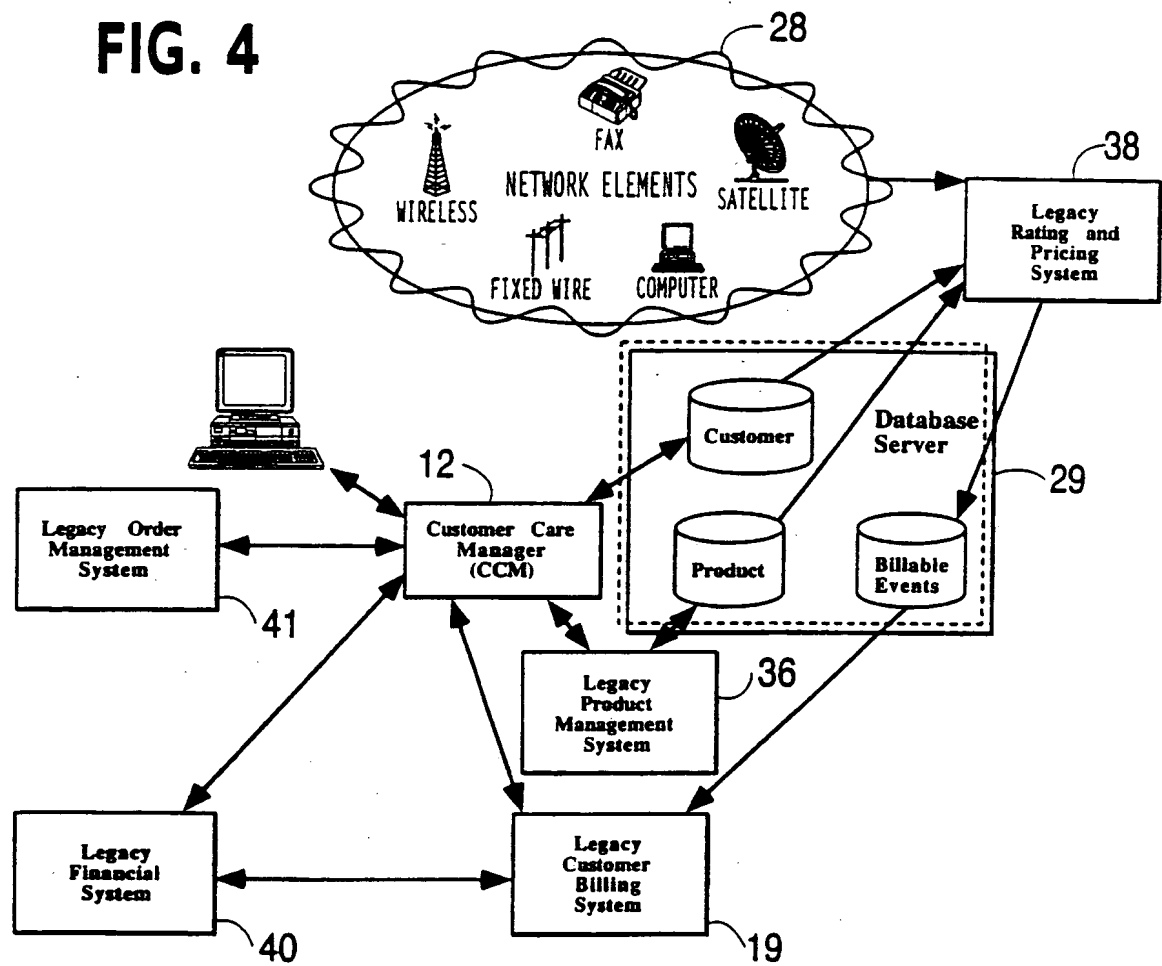 FIG. 4
28
FAX
38
WIRELESS
NETWORK ELEMENTS
SATELLITE
FIXED WIRE
COMPUTER
Legacy
Rating and
Pricing
System
Customer
Database
Server
29
12
Legacy Order
Management
System
41
Customer Care
Manager
(CCM)
Product
Billable
Events
Legacy
Product
Management
System
36
Legacy
Financial
System
40
Legacy
Customer
Billing
System
19